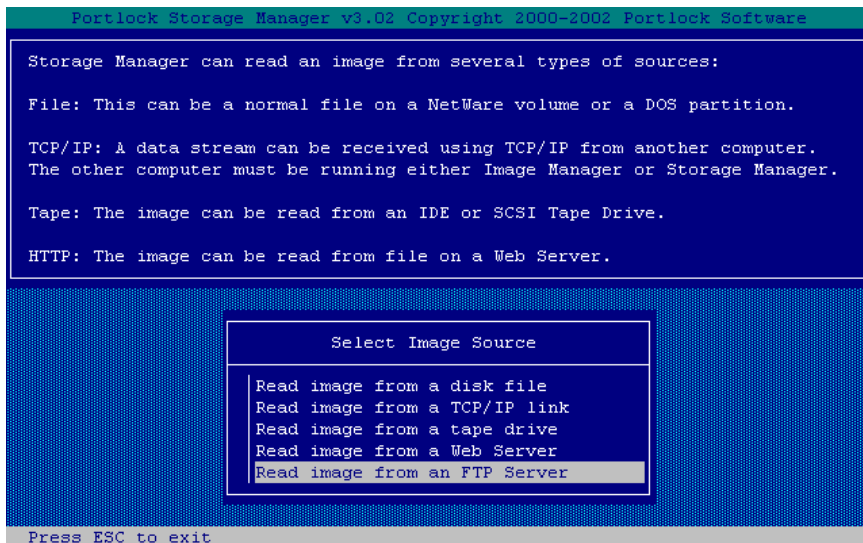 Portlock Storage Manager v3.02 Copyright 2000-2002 Portlock Software
Storage Manager can read an image from several types of sources:
File: This can be a normal file on a NetWare volume or a DOS partition.
TCP/IP: A data stream can be received using TCP/IP from another computer.
The other computer must be running either Image Manager or Storage Manager.
Tape: The image can be read from an IDE or SCSI Tape Drive.
HTTP: The image can be read from file on a Web Server.
Select Image Source
Read image from a disk file
Read image from a TCP/IP link
Read image from a tape drive
Read image from a Web Server
Read image from an FTP Server
Press ESC to exit